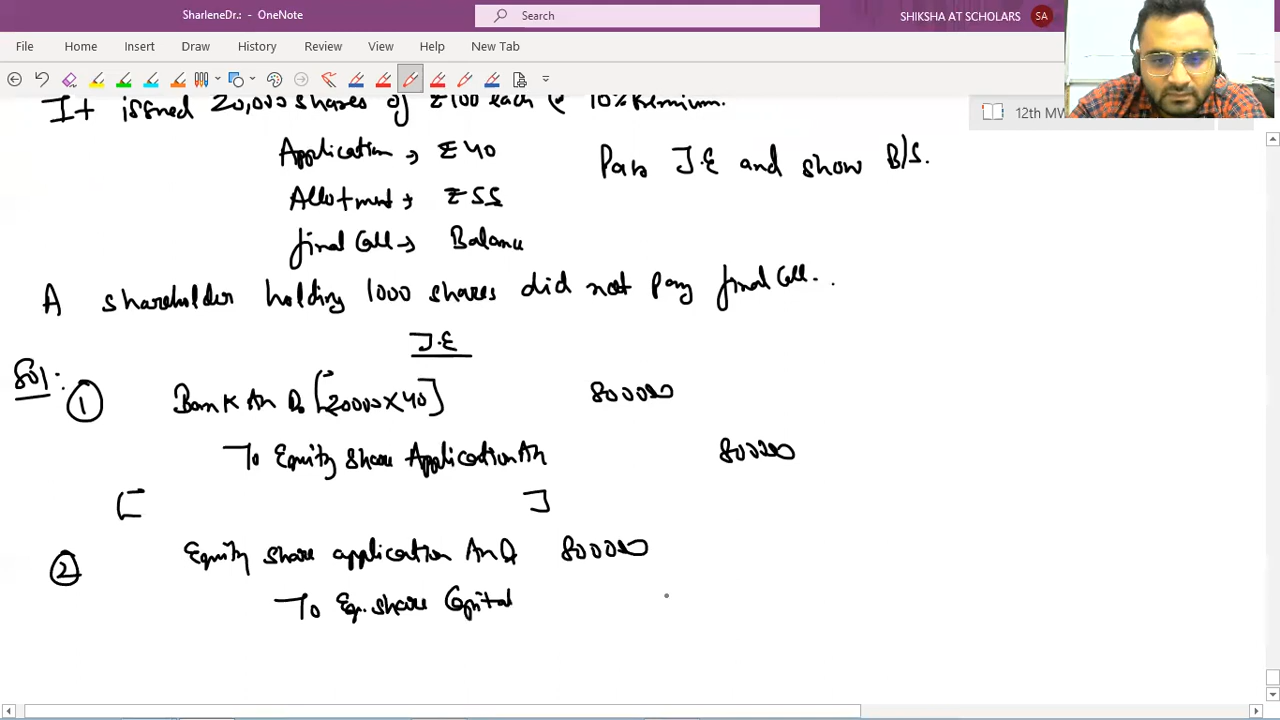 SharleneDr.: - OneNote
Search
SHIKSHA AT SCHOLARS SA
File Home Insert Draw History Review View Help New Tab
12th MW
It issued 20,000 shares of ₹100 each @ 10% Premium.
Application → ₹40
Pass J.E and show B/S.
Allotment → ₹55
final Call → Balance
A shareholder holding 1000 shares did not pay final Call.
J.E
Sol:
① Bank A/c Dr [20000X40] 800000
To Equity share Application A/c 800000
[ ]
② Equity share application A/c D 800000
To Eq. share Capital